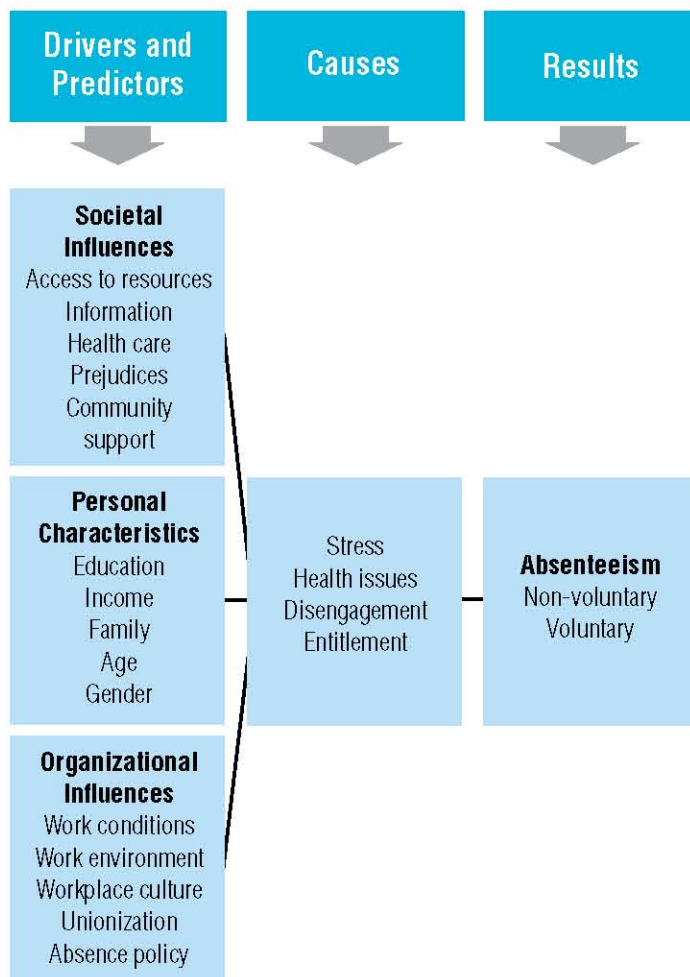 Drivers and
Predictors
Causes
Results
Societal
Influences
Access to resources
Information
Health care
Prejudices
Community
support
Personal
Characteristics
Education
Income
Family
Age
Gender
Stress
Health issues
Disengagement
Entitlement
Absenteeism
Non-voluntary
Voluntary
Organizational
Influences
Work conditions
Work environment
Workplace culture
Unionization
Absence policy